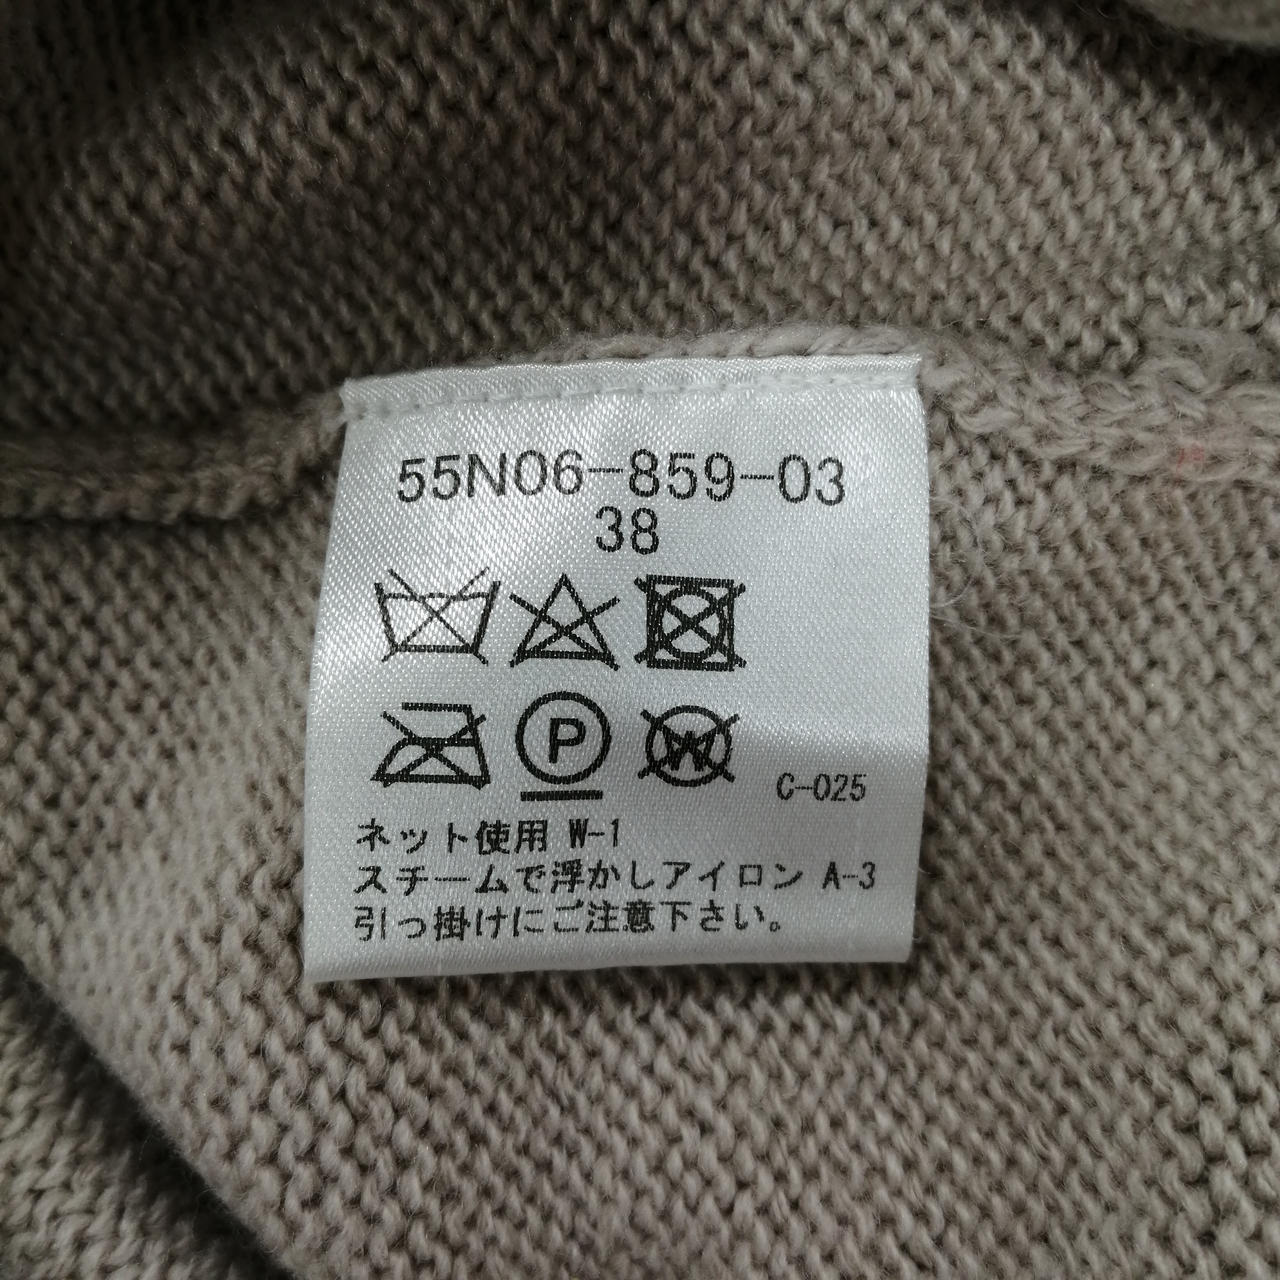 55N06-859-03
38
P W
C-025
ネット使用 W-1
スチームで浮かしアイロン A-3
引っ掛けにご注意下さい。